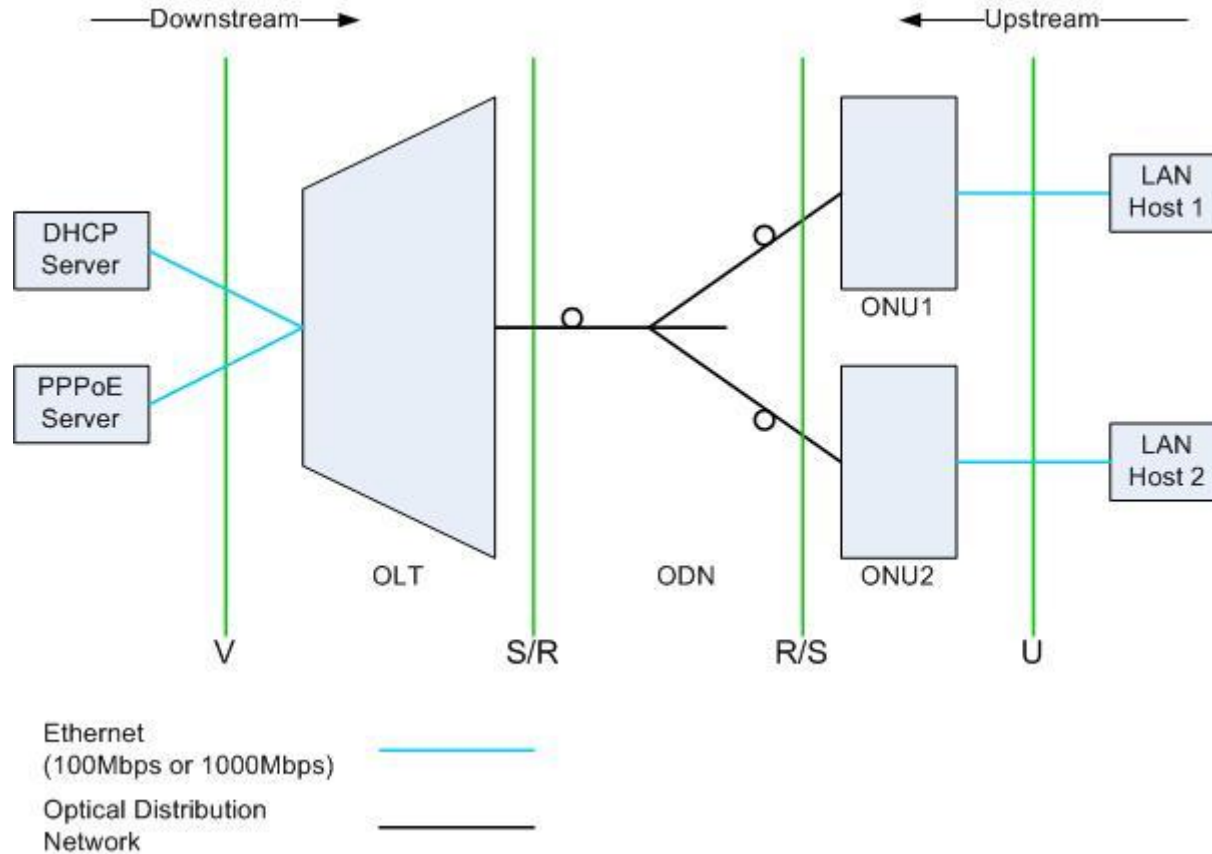 Downstream
Upstream
DHCP
Server
PPPoE
Server
LAN
Host 1
ONU1
LAN
Host 2
OLT
ODN
ONU2
V
S/R
R/S
U
Ethernet
(100Mbps or 1000Mbps)
Optical Distribution
Network